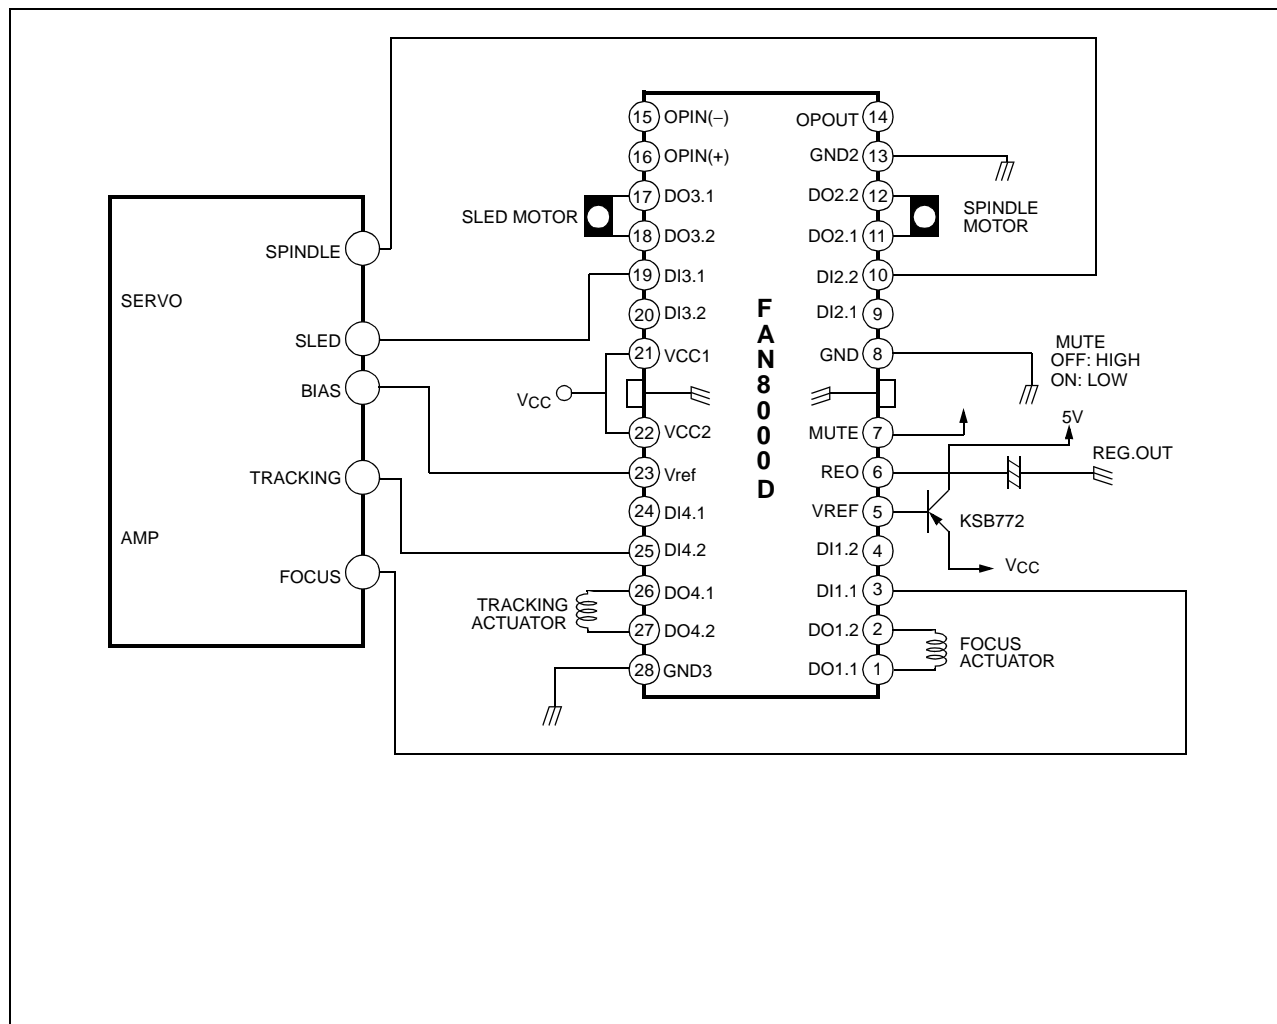 SERVO
AMP
SPINDLE
SLED
BIAS
TRACKING
FOCUS
SLED MOTOR
VCC
TRACKING
ACTUATOR
15 OPIN(−)
16 OPIN(+)
17 DO3.1
18 DO3.2
19 DI3.1
20 DI3.2
21 VCC1
22 VCC2
23 Vref
24 DI4.1
25 DI4.2
26 DO4.1
27 DO4.2
28 GND3
FAN8000D
OPOUT 14
GND2 13
DO2.2 12
DO2.1 11
DI2.2 10
DI2.1 9
GND 8
MUTE 7
REO 6
VREF 5
DI1.2 4
DI1.1 3
DO1.2 2
DO1.1 1
SPINDLE
MOTOR
MUTE
OFF: HIGH
ON: LOW
5V
REG.OUT
KSB772
VCC
FOCUS
ACTUATOR